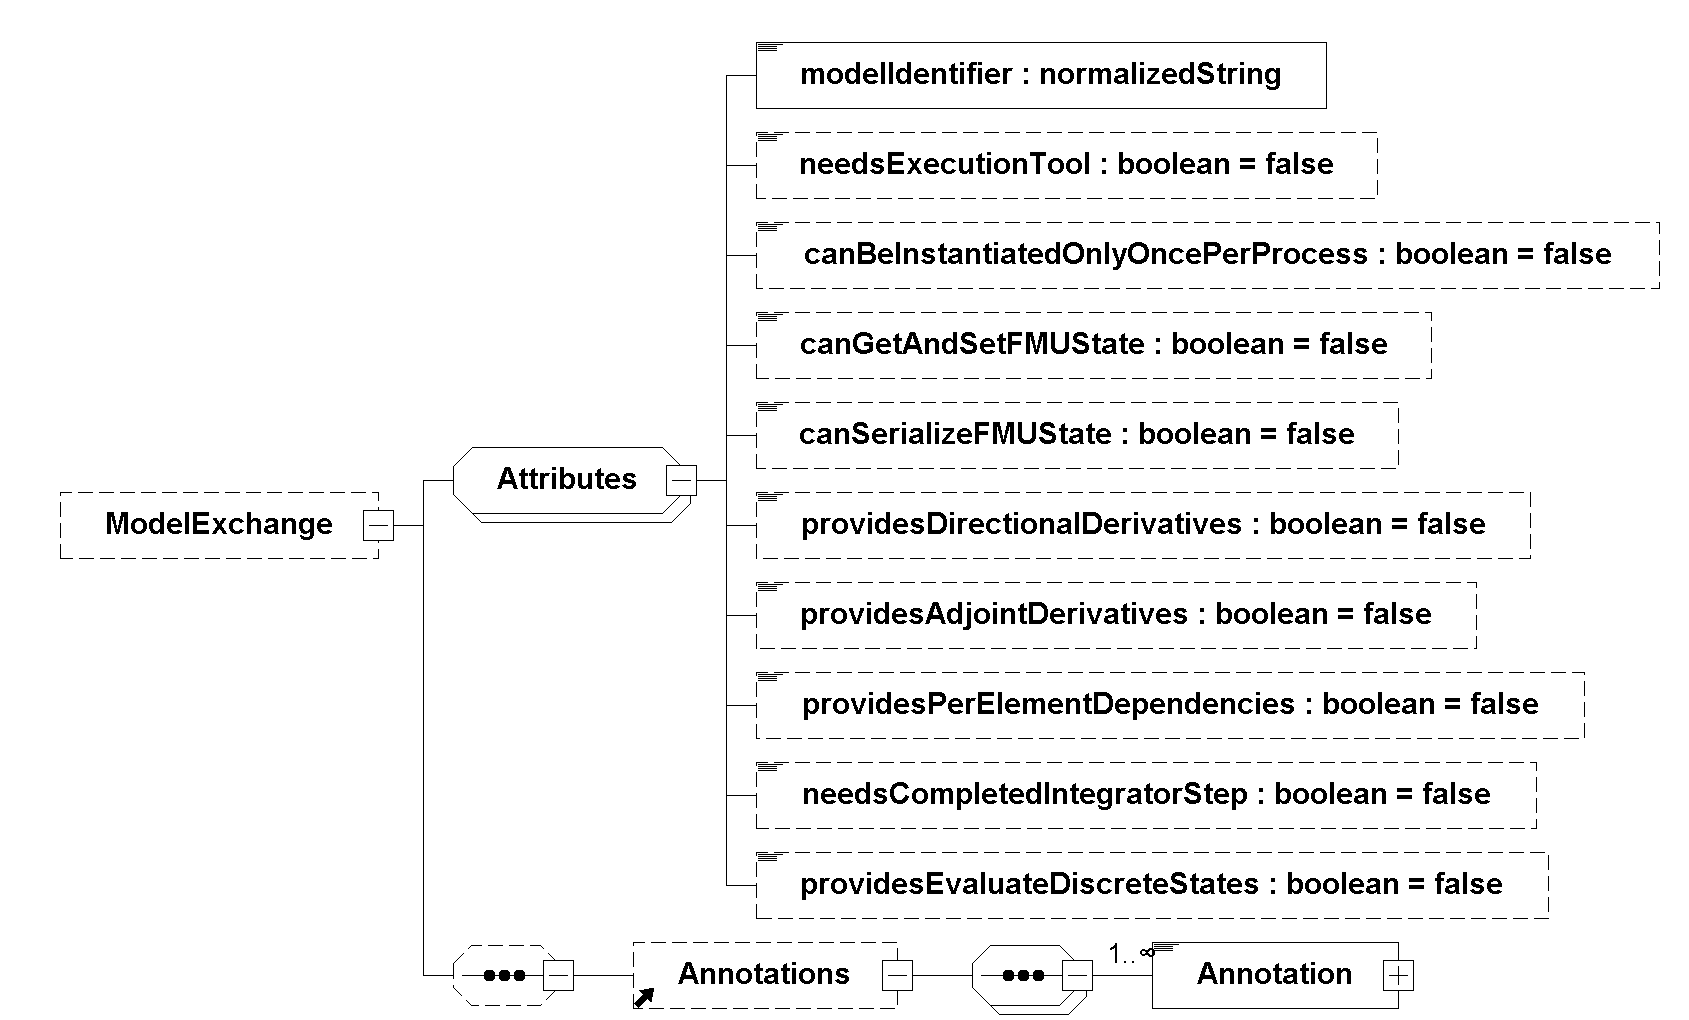 modelIdentifier : normalizedString
needsExecutionTool : boolean = false
canBeInstantiatedOnlyOncePerProcess : boolean = false
canGetAndSetFMUState : boolean = false
canSerializeFMUState : boolean = false
Attributes
ModelExchange
providesDirectionalDerivatives : boolean = false
providesAdjointDerivatives : boolean = false
providesPerElementDependencies : boolean = false
needsCompletedIntegratorStep : boolean = false
providesEvaluateDiscreteStates : boolean = false
Annotations
1..∞
Annotation